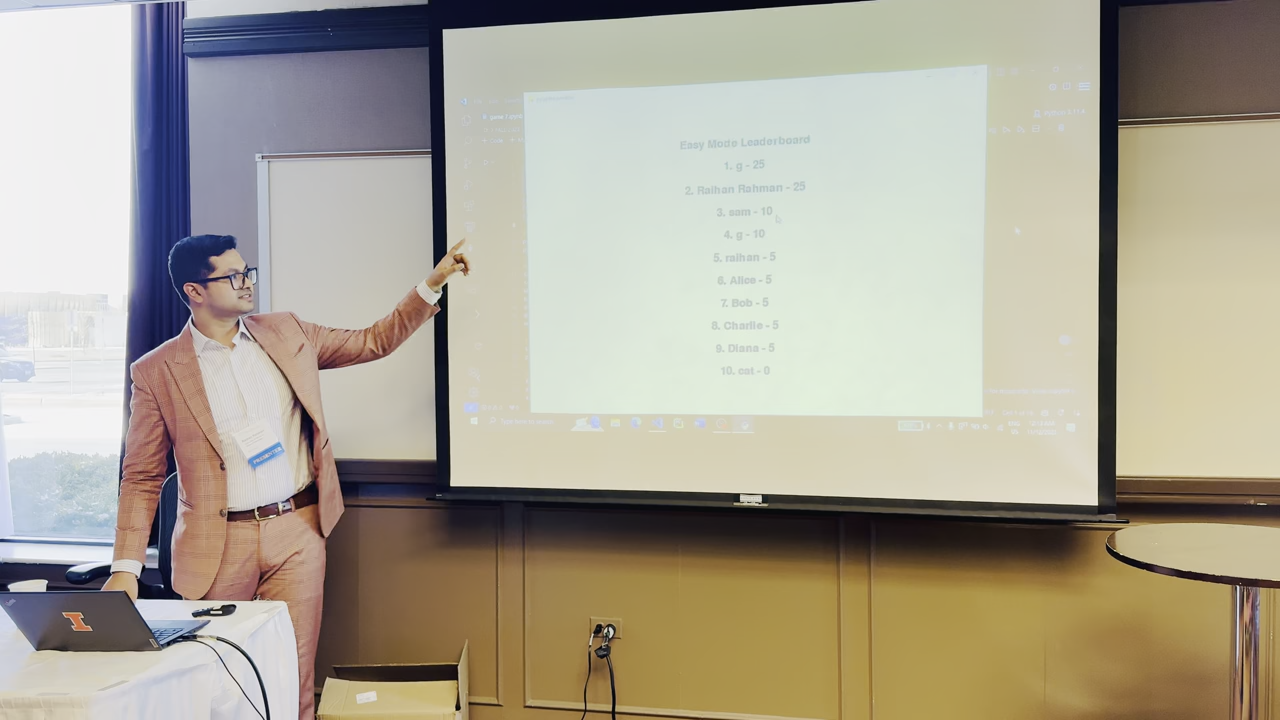 Easy Mode Leaderboard
1. g - 25
2. Raihan Rahman - 25
3. sam - 10
4. g - 10
5. raihan - 5
6. Alice - 5
7. Bob - 5
8. Charlie - 5
9. Diana - 5
10. cat - 0
PRESENTER
I